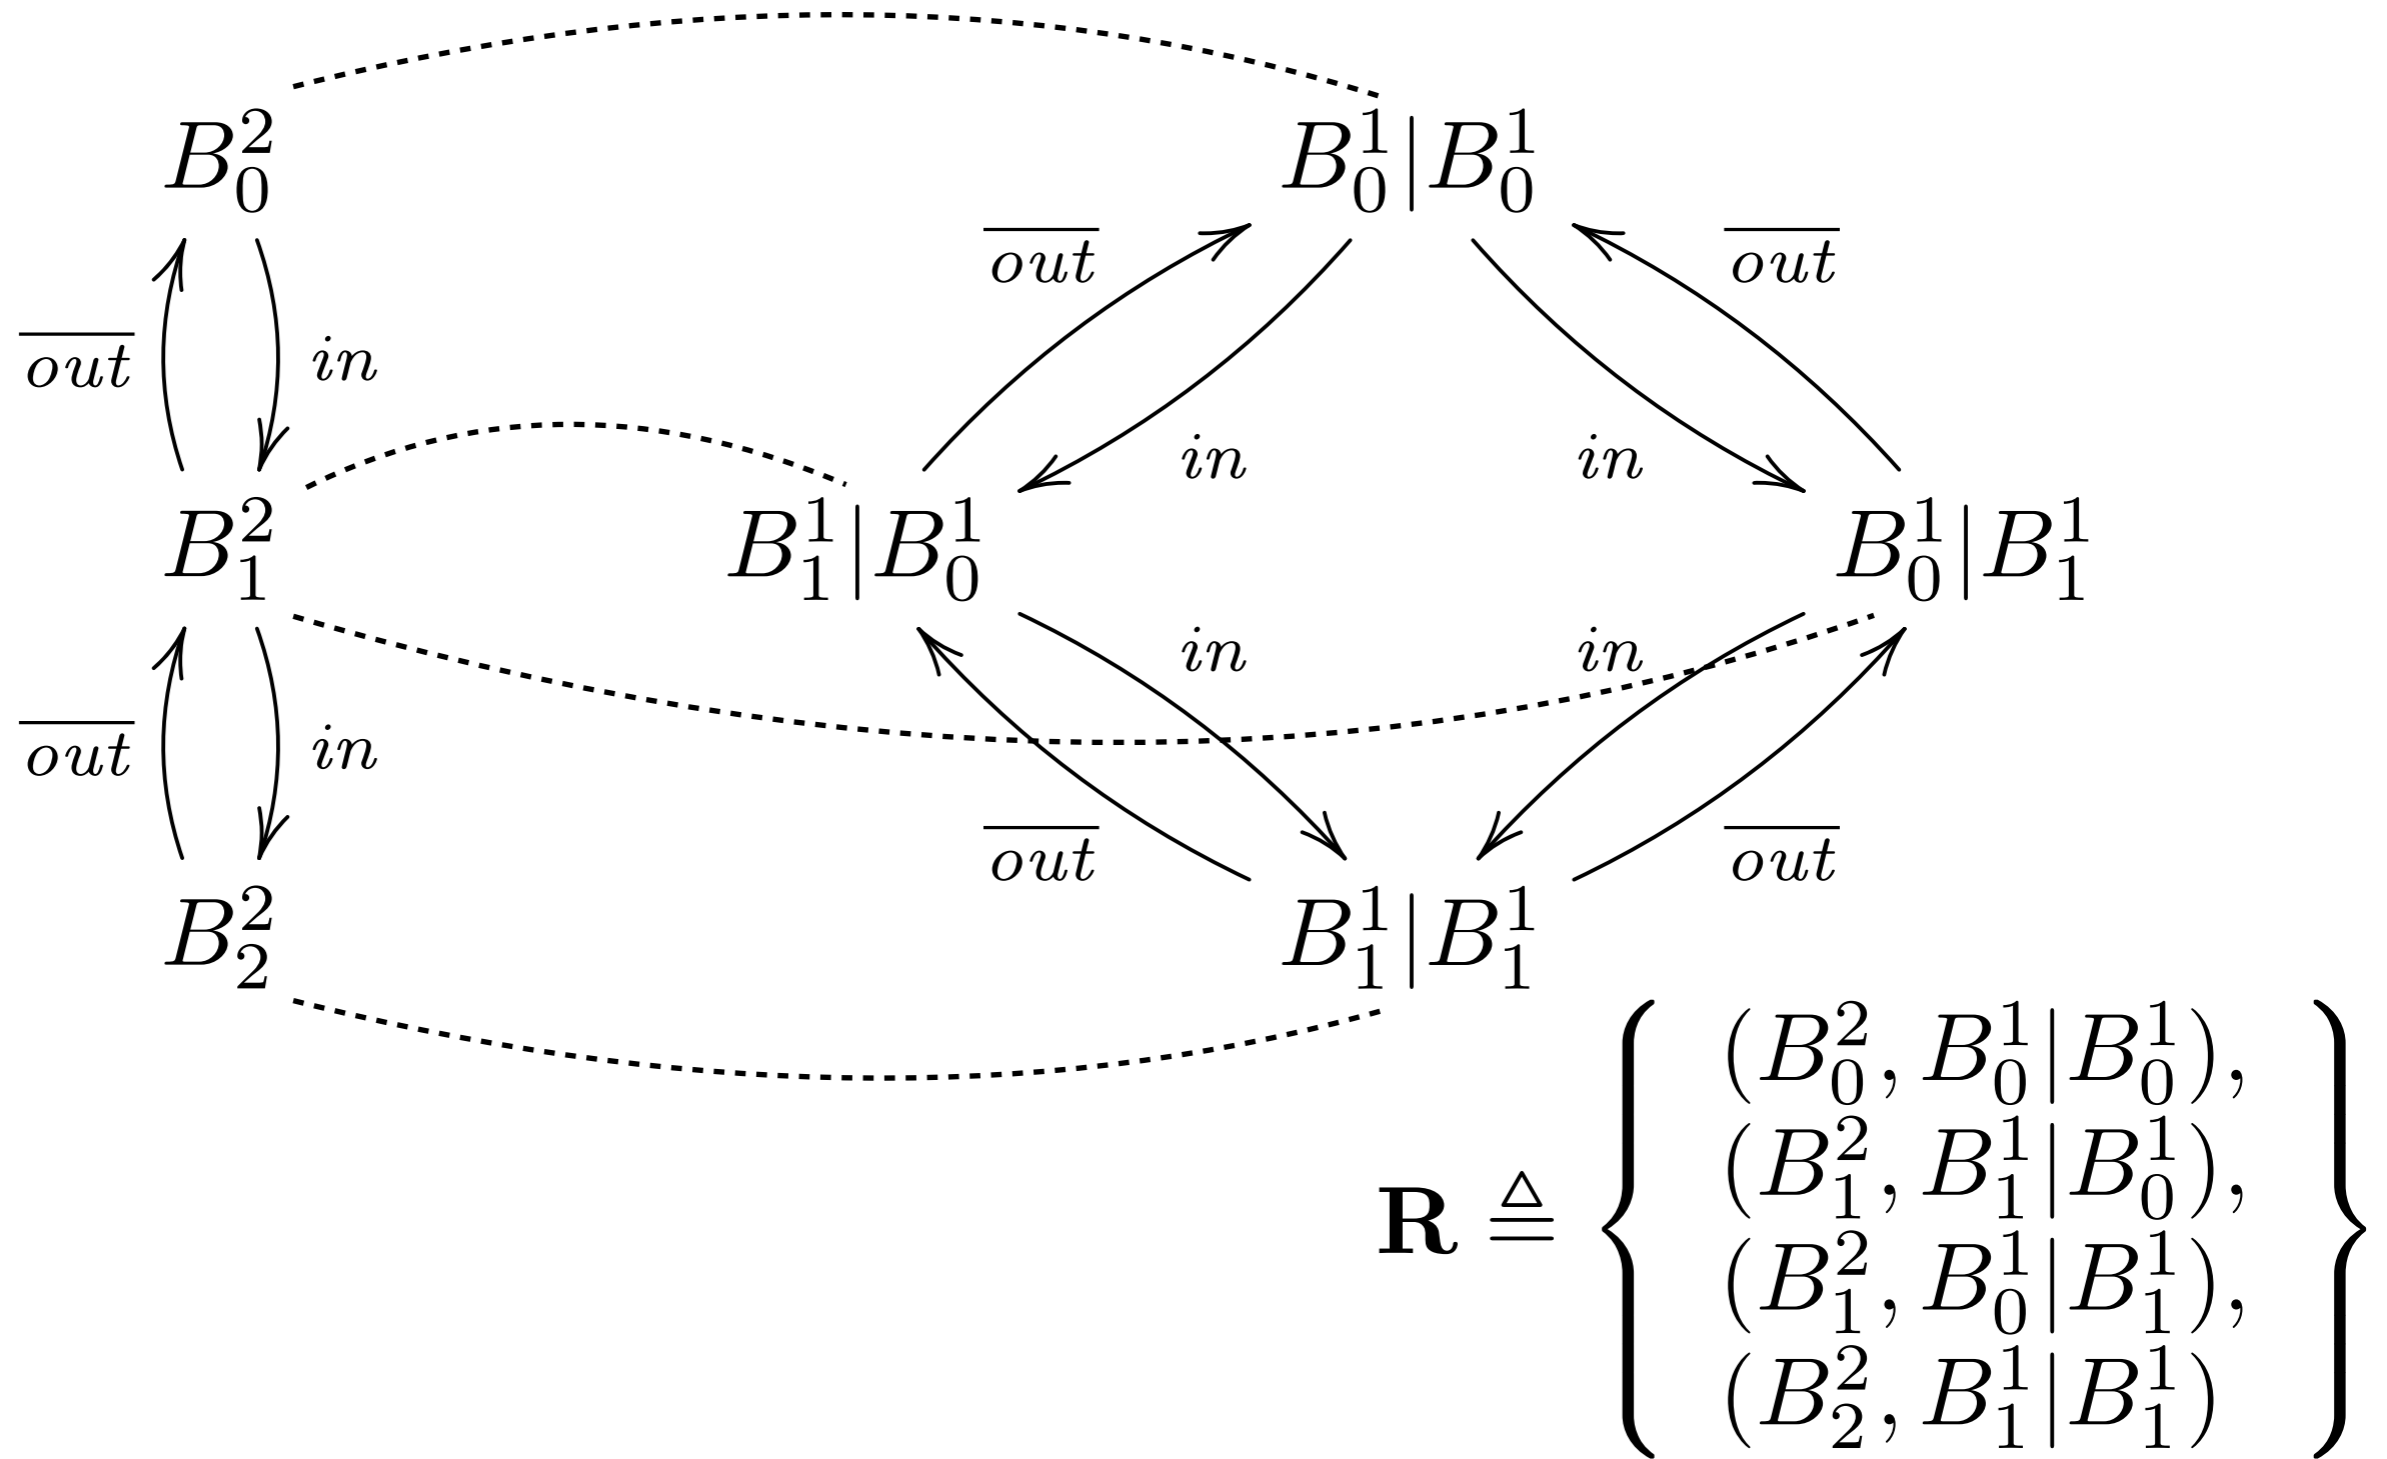 B_0^2 B_0^1|B_0^1
\overline{out} \overline{out}
\overline{out} in
in in
B_1^2 B_1^1|B_0^1 B_0^1|B_1^1
in in
\overline{out} in
\overline{out} \overline{out}
B_2^2 B_1^1|B_1^1
(B_0^2, B_0^1|B_0^1),
(B_1^2, B_1^1|B_0^1),
R ≜ { }
(B_1^2, B_0^1|B_1^1),
(B_2^2, B_1^1|B_1^1)